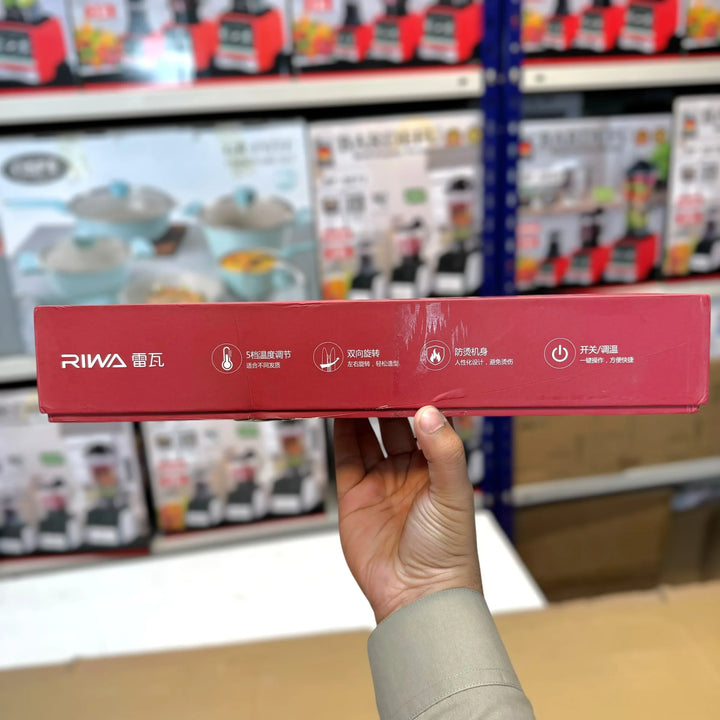 RIWA 雷瓦
5档温度调节
适合不同发质
双向旋转
左右旋转，轻松造型
防烫机身
人性化设计，避免烫伤
开关/调温
一键操作，方便快捷